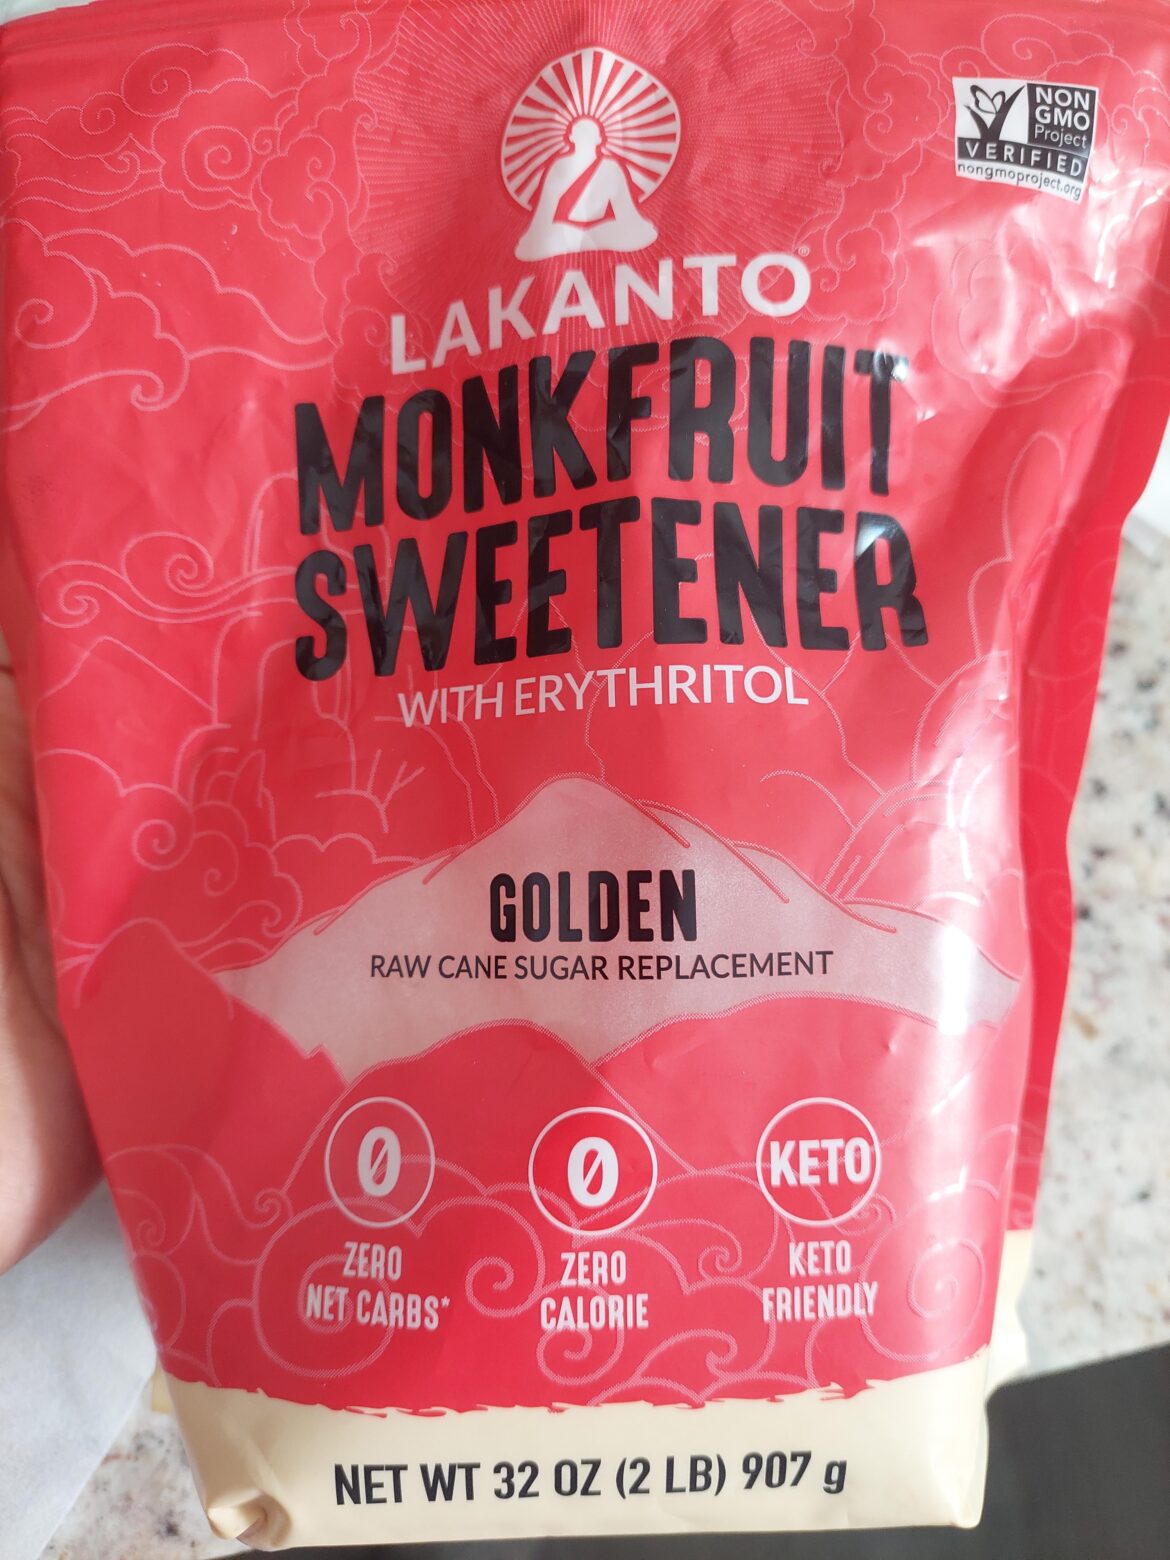 NON
GMO
Project
VERIFIED
nongmoproject.org
LAKANTO®
MONKFRUIT
SWEETENER
WITH ERYTHRITOL
GOLDEN
RAW CANE SUGAR REPLACEMENT
0
ZERO
NET CARBS*
0
ZERO
CALORIE
KETO
KETO
FRIENDLY
NET WT 32 OZ (2 LB) 907 g